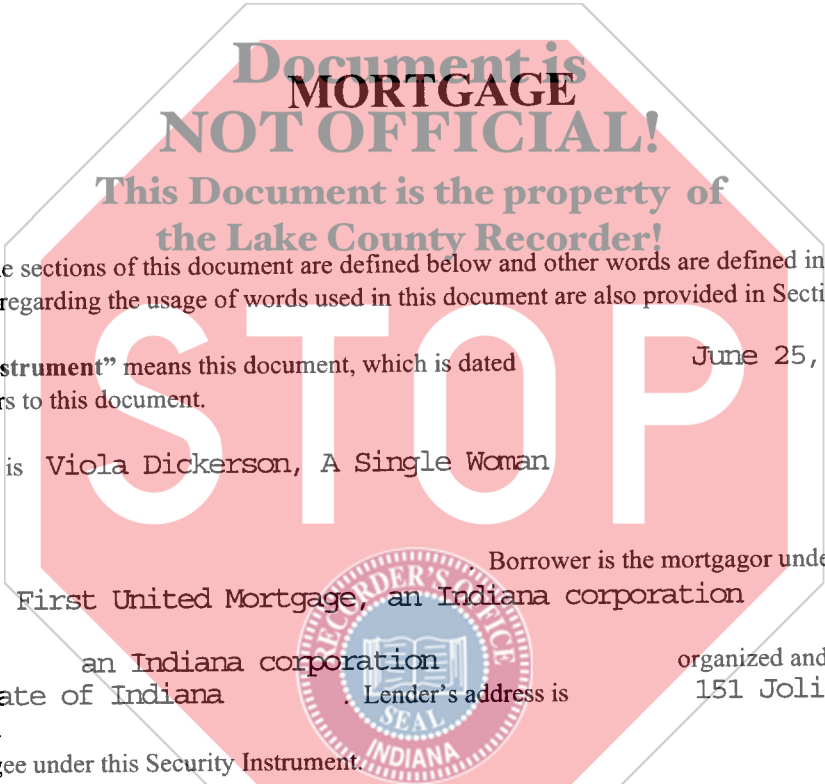 Document is
MORTGAGE
NOT OFFICIAL!
This Document is the property of
the Lake County Recorder!
e sections of this document are defined below and other words are defined in
regarding the usage of words used in this document are also provided in Secti
strument” means this document, which is dated June 25,
rs to this document.
STOP
is Viola Dickerson, A Single Woman
. Borrower is the mortgagor unde
First United Mortgage, an Indiana corporation
RECORDER'S OFFICE
an Indiana corporation organized and
ate of Indiana . Lender's address is 151 Joli
SEAL
INDIANA
gee under this Security Instrument.